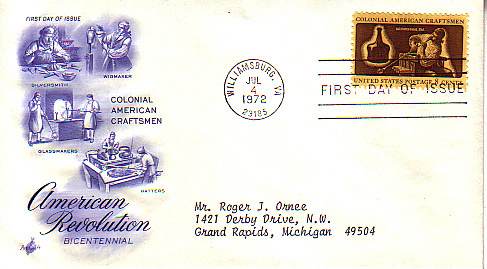 FIRST DAY OF ISSUE
WIGMAKER
SILVERSMITH
COLONIAL
AMERICAN
CRAFTSMEN
GLASSMAKERS
HATTERS
American
Revolution
BICENTENNIAL
WILLIAMSBURG, VA
JUL
4
1972
23185
COLONIAL AMERICAN CRAFTSMEN
UNITED STATES POSTAGE 8 CENTS
FIRST DAY OF ISSUE
Mr. Roger J. Ornee
1421 Derby Drive, N.W.
Grand Rapids, Michigan 49504